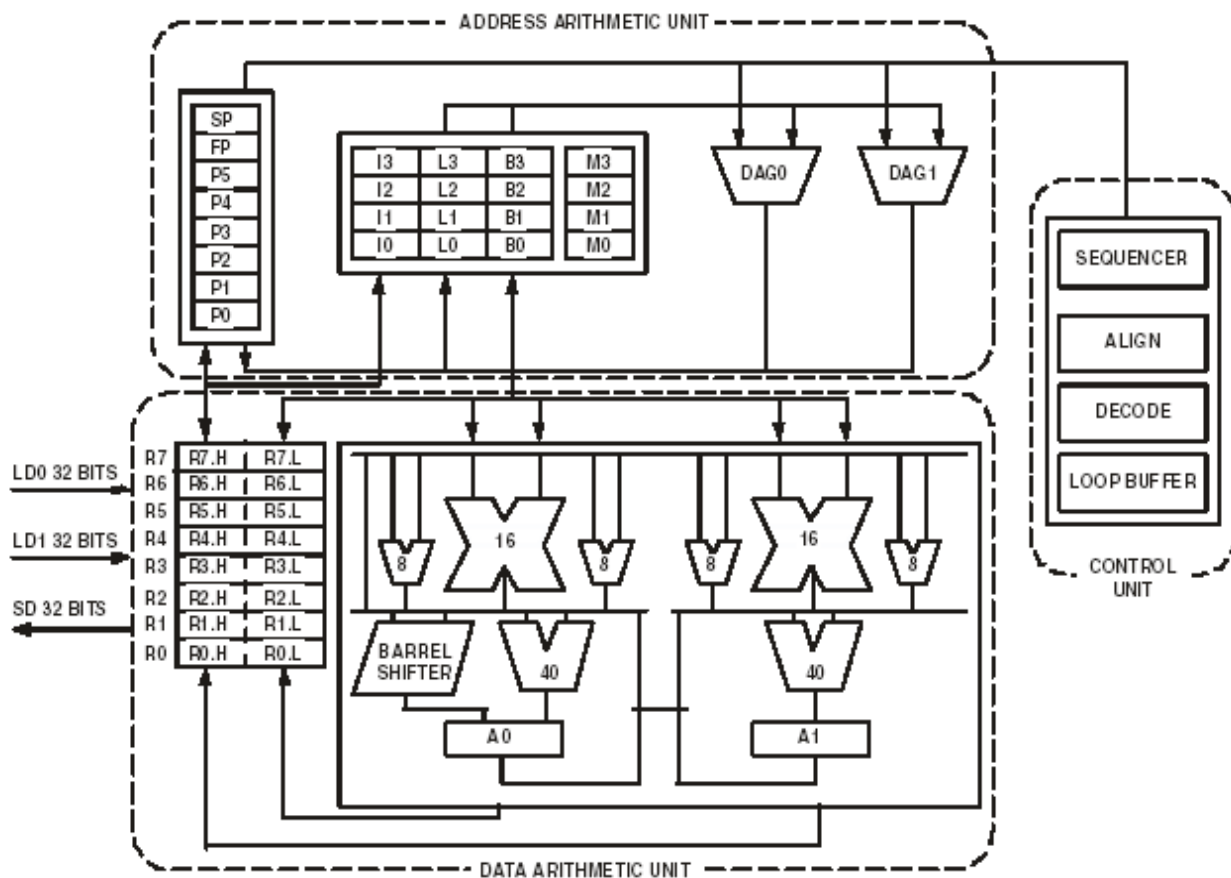 ADDRESS ARITHMETIC UNIT
SP
FP
P5
P4
P3
P2
P1
P0
I3 L3 B3 M3
I2 L2 B2 M2
I1 L1 B1 M1
I0 L0 B0 M0
DAG0
DAG1
SEQUENCER
ALIGN
DECODE
LOOP BUFFER
CONTROL
UNIT
LD0 32 BITS
LD1 32 BITS
SD 32 BITS
R7 R7.H R7.L
R6 R6.H R6.L
R5 R5.H R5.L
R4 R4.H R4.L
R3 R3.H R3.L
R2 R2.H R2.L
R1 R1.H R1.L
R0 R0.H R0.L
8 16 8 8 16 8
BARREL
SHIFTER
40
40
A0
A1
DATA ARITHMETIC UNIT